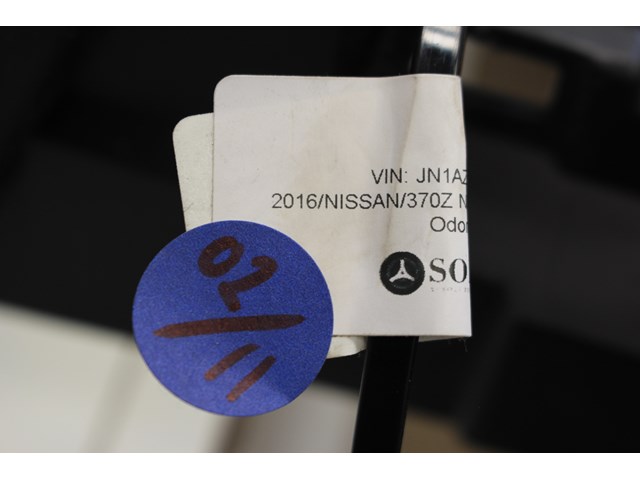 VIN: JN1AZ
2016/NISSAN/370Z N
Odo
SO
02
11